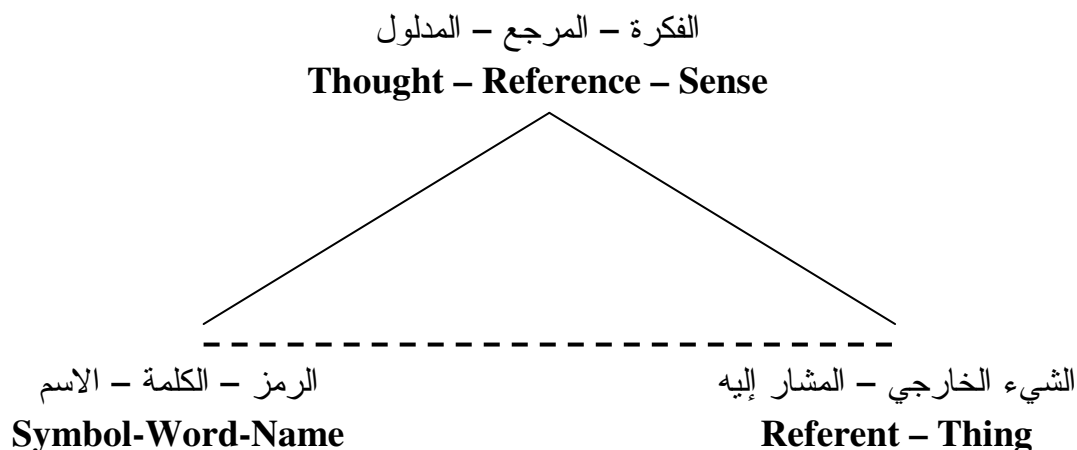 الفكرة – المرجع – المدلول
Thought – Reference – Sense
الرمز – الكلمة – الاسم
Symbol-Word-Name
الشيء الخارجي – المشار إليه
Referent – Thing